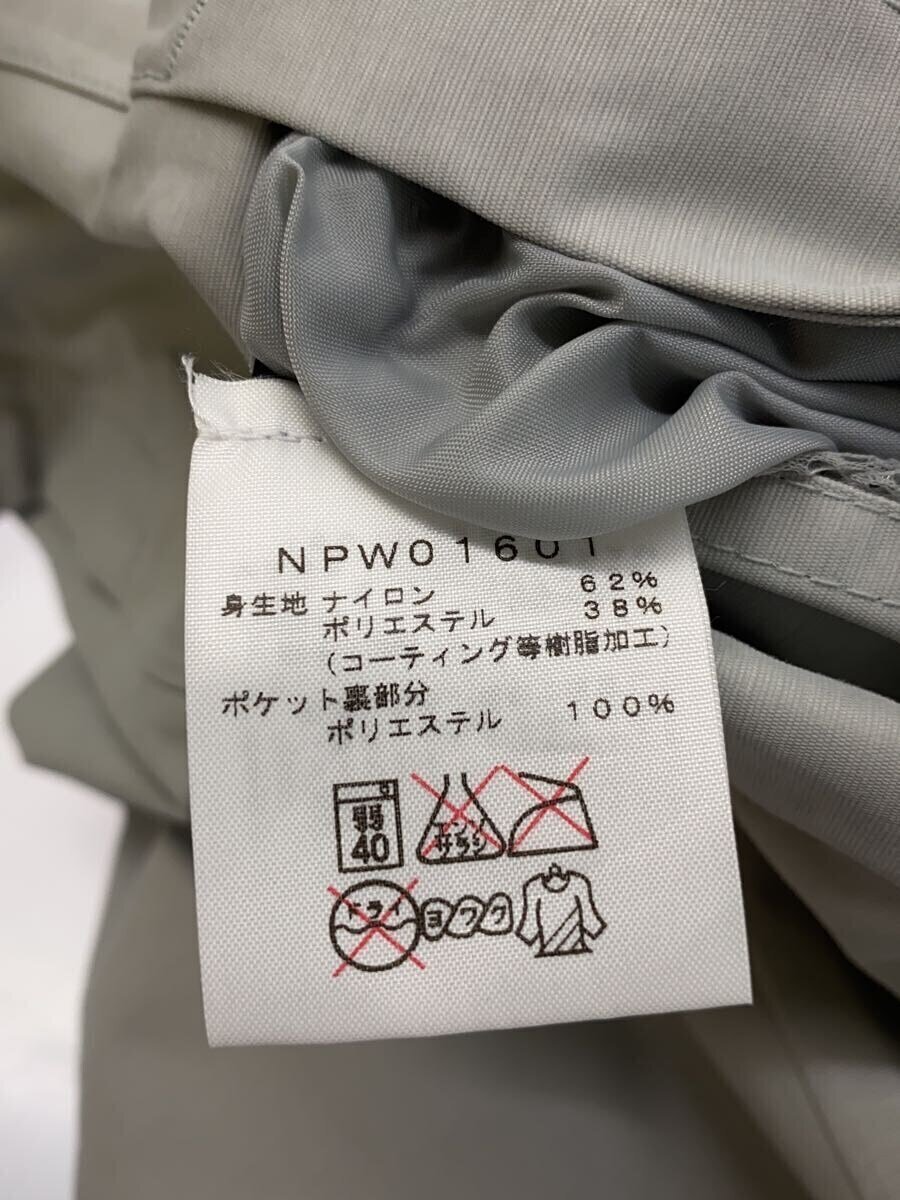 NPW01601
身生地 ナイロン 62%
ポリエステル 38%
(コーティング等樹脂加工)
ポケット裏部分
ポリエステル 100%
弱
40
エンソ
サラシ
ドライ
ヨワク